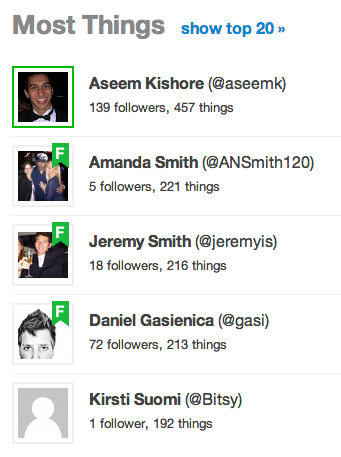 Most Things show top 20 »
Aseem Kishore (@aseemk)
139 followers, 457 things
F
Amanda Smith (@ANSmith120)
5 followers, 221 things
F
Jeremy Smith (@jeremyis)
18 followers, 216 things
F
Daniel Gasienica (@gasi)
72 followers, 213 things
Kirsti Suomi (@Bitsy)
1 follower, 192 things